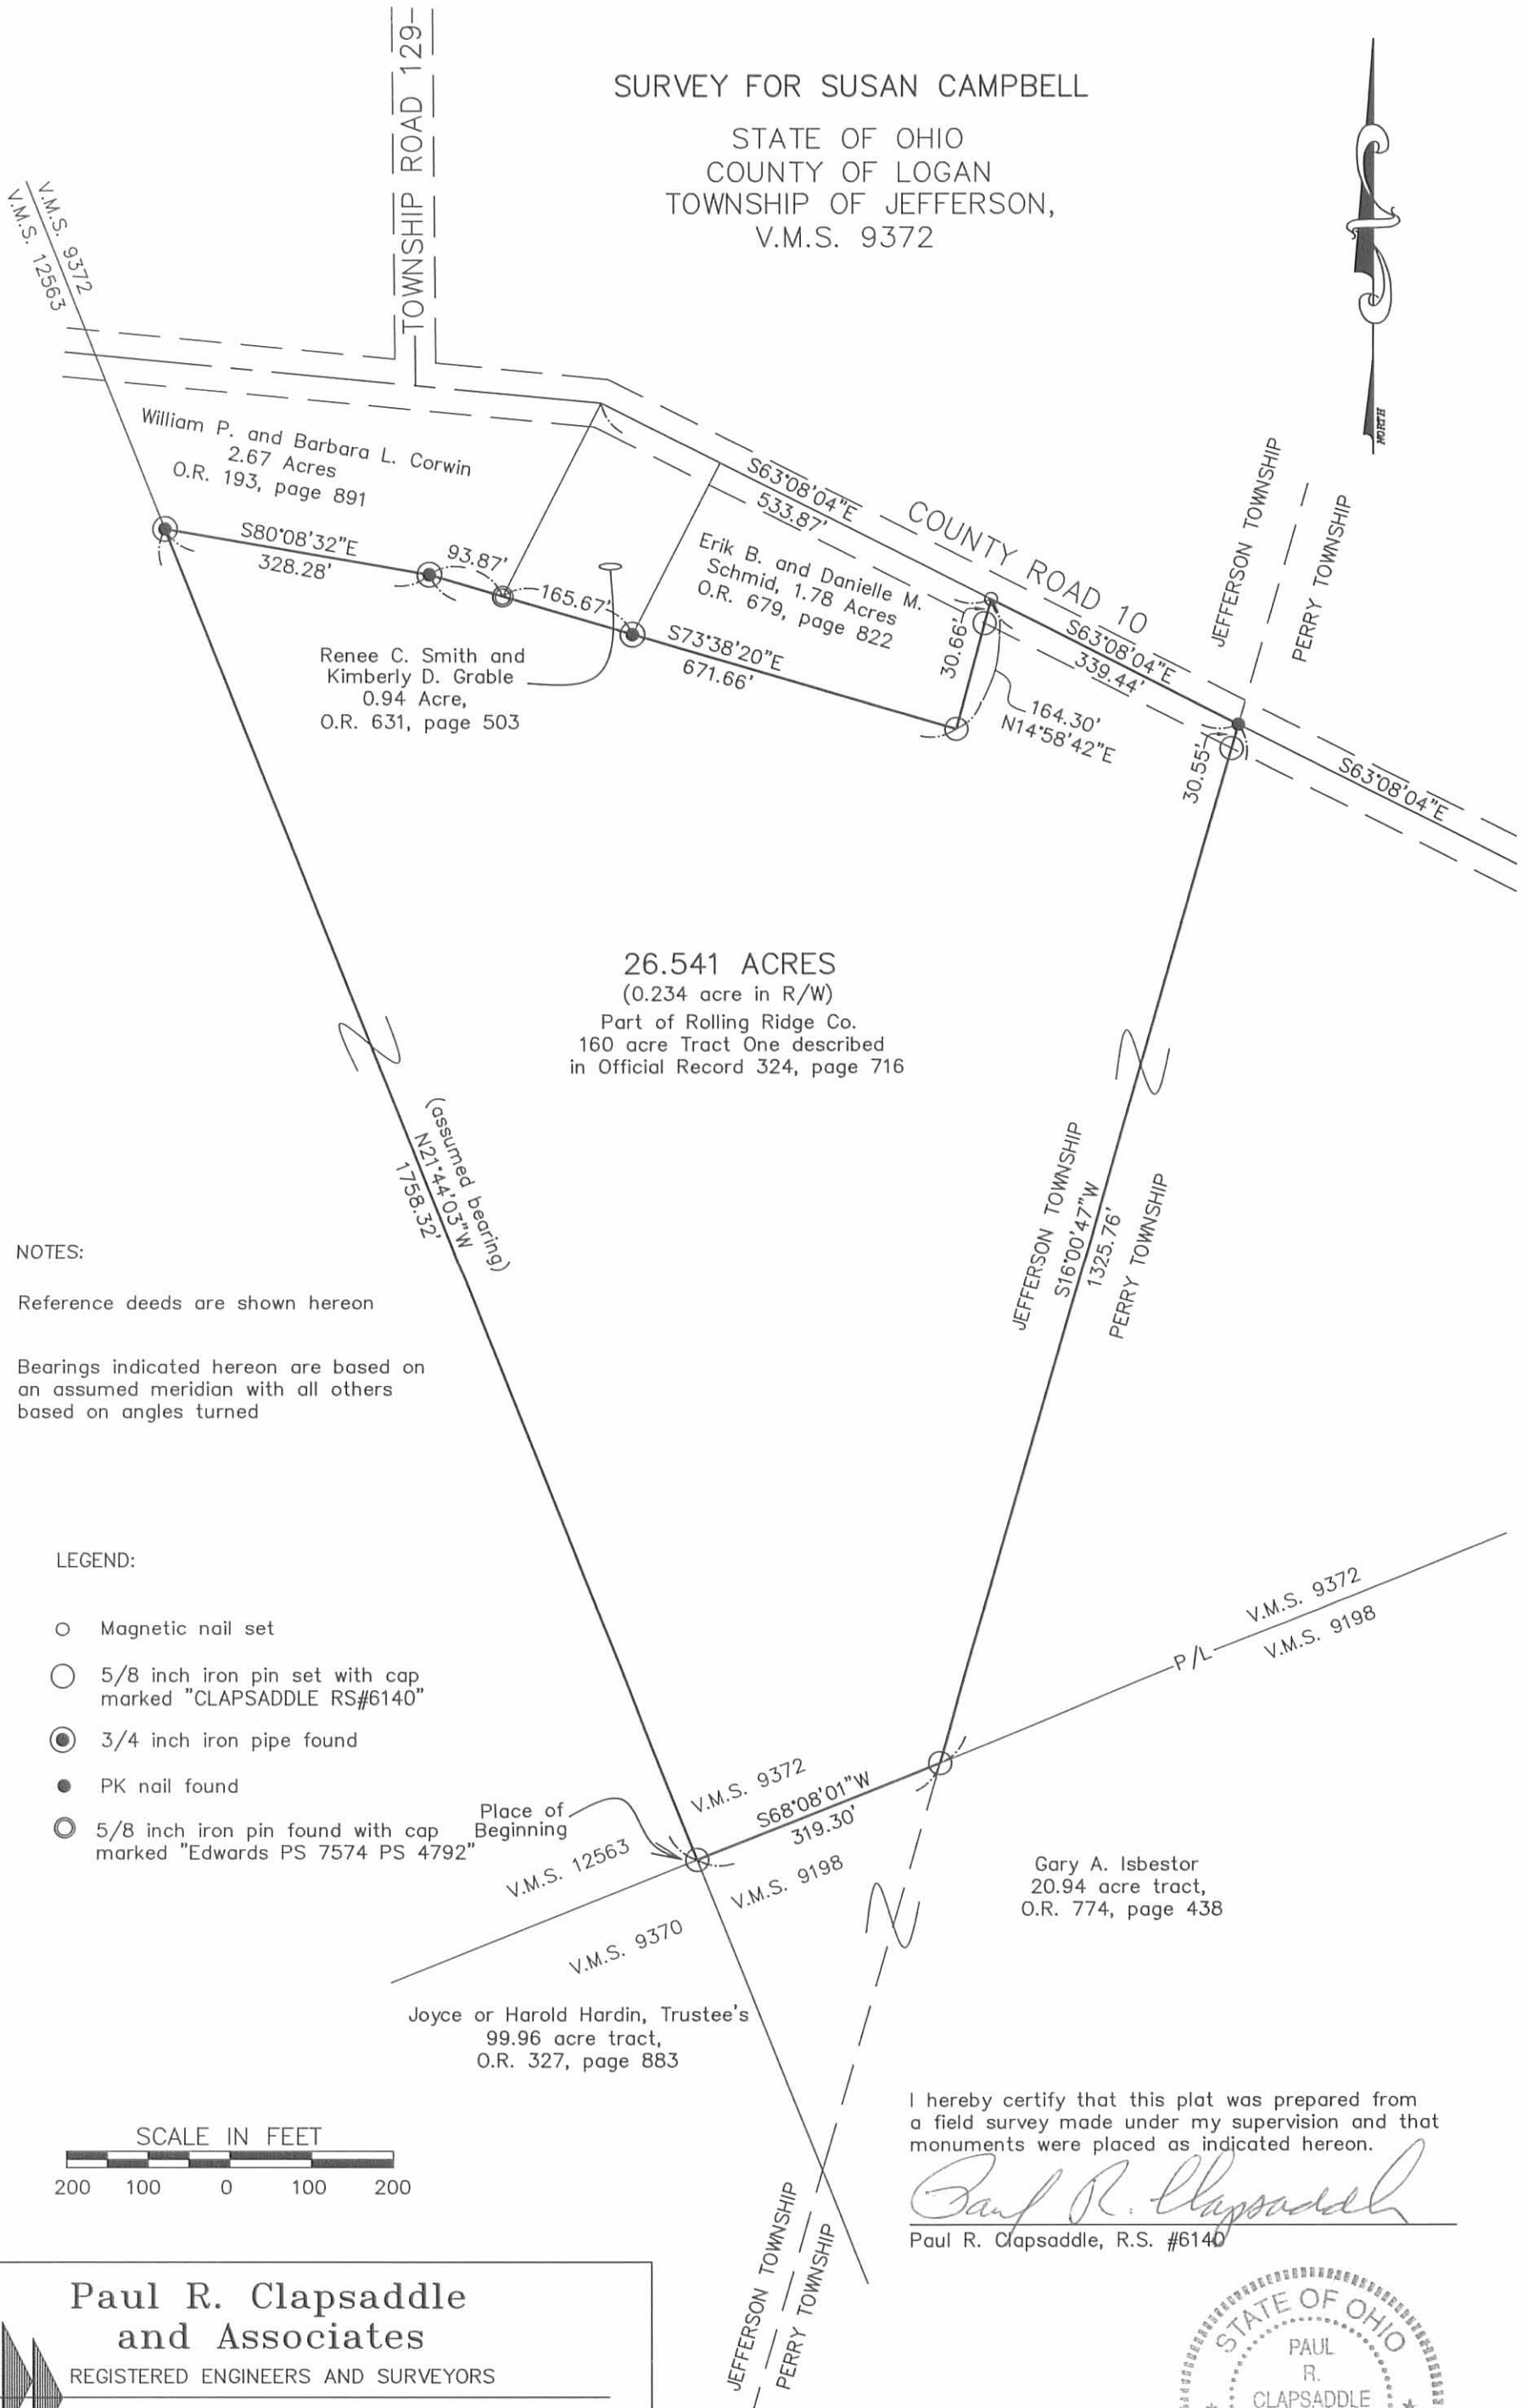 TOWNSHIP ROAD 129
SURVEY FOR SUSAN CAMPBELL
STATE OF OHIO
COUNTY OF LOGAN
TOWNSHIP OF JEFFERSON,
V.M.S. 9372
NORTH
V.M.S. 9372
V.M.S. 12563
William P. and Barbara L. Corwin
2.67 Acres
O.R. 193, page 891
S80°08'32"E
328.28'
93.87'
165.67'
Renee C. Smith and
Kimberly D. Grable
0.94 Acre,
O.R. 631, page 503
S63°08'04"E
533.87'
COUNTY ROAD 10
Erik B. and Danielle M.
Schmid, 1.78 Acres
O.R. 679, page 822
S73°38'20"E
671.66'
30.66'
164.30'
N14°58'42"E
S63°08'04"E
339.44'
JEFFERSON TOWNSHIP
PERRY TOWNSHIP
30.55'
S63°08'04"E
26.541 ACRES
(0.234 acre in R/W)
Part of Rolling Ridge Co.
160 acre Tract One described
in Official Record 324, page 716
(assumed bearing)
N21°44'03"W
1758.32'
JEFFERSON TOWNSHIP
S16°00'47"W
1325.76'
PERRY TOWNSHIP
NOTES:
Reference deeds are shown hereon
Bearings indicated hereon are based on
an assumed meridian with all others
based on angles turned
LEGEND:
Magnetic nail set
5/8 inch iron pin set with cap
marked "CLAPSADDLE RS#6140"
3/4 inch iron pipe found
PK nail found
5/8 inch iron pin found with cap
marked "Edwards PS 7574 PS 4792"
Place of
Beginning
V.M.S. 9372
S68°08'01"W
319.30'
V.M.S. 12563
V.M.S. 9198
V.M.S. 9370
P/L
V.M.S. 9372
V.M.S. 9198
Gary A. Isbestor
20.94 acre tract,
O.R. 774, page 438
Joyce or Harold Hardin, Trustee's
99.96 acre tract,
O.R. 327, page 883
SCALE IN FEET
200 100 0 100 200
JEFFERSON TOWNSHIP
PERRY TOWNSHIP
I hereby certify that this plat was prepared from
a field survey made under my supervision and that
monuments were placed as indicated hereon.
Paul R. Clapsaddle
Paul R. Clapsaddle, R.S. #6140
Paul R. Clapsaddle
and Associates
REGISTERED ENGINEERS AND SURVEYORS
STATE OF OHIO
PAUL
R.
CLAPSADDLE